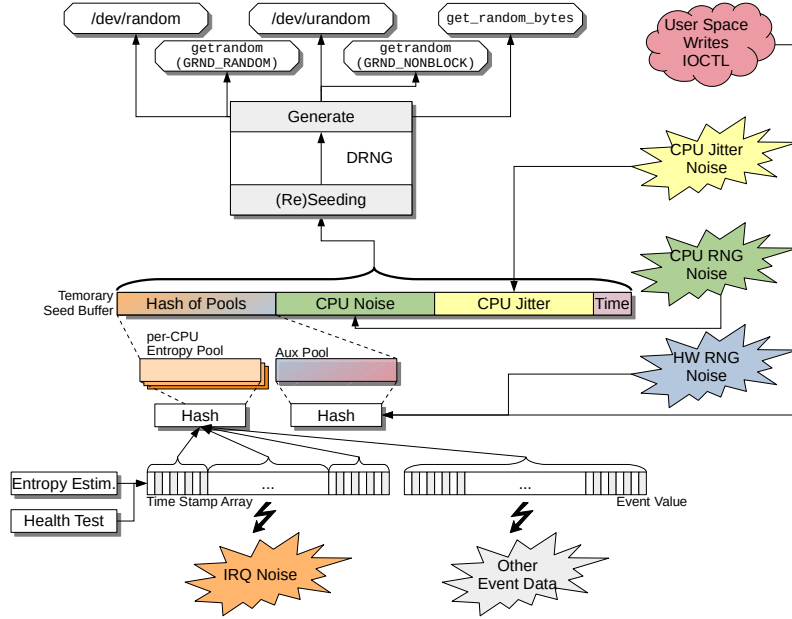 /dev/random
/dev/urandom
get_random_bytes
User Space
Writes
IOCTL
getrandom
(GRND_RANDOM)
getrandom
(GRND_NONBLOCK)
Generate
DRNG
CPU Jitter
Noise
(Re)Seeding
CPU RNG
Noise
Temorary
Seed Buffer
Hash of Pools
CPU Noise
CPU Jitter
Time
per-CPU
Entropy Pool
Aux Pool
HW RNG
Noise
Hash
Hash
Entropy Estim.
...
...
Time Stamp Array
Event Value
Health Test
IRQ Noise
Other
Event Data